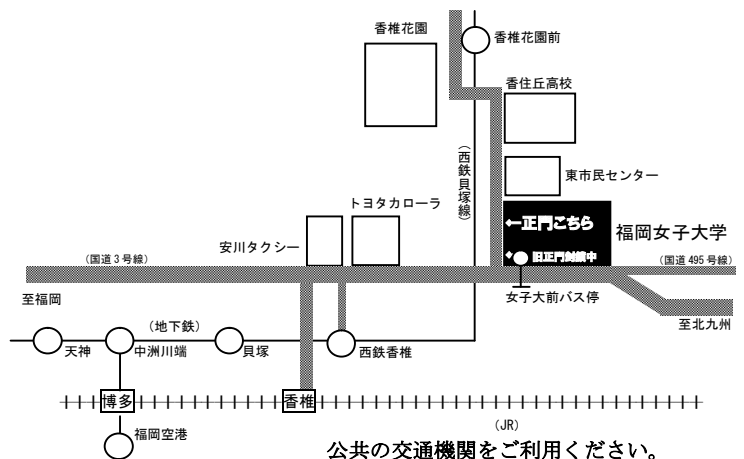 香椎花園
香椎花園前
香住丘高校
(西鉄貝塚線)
東市民センター
トヨタカローラ
←正門こちら
福岡女子大学
安川タクシー
旧正門封鎖中
(国道3号線)
(国道495号線)
至福岡
女子大前バス停
至北九州
(地下鉄)
天神
中洲川端
貝塚
西鉄香椎
博多
香椎
(JR)
福岡空港
公共の交通機関をご利用ください。